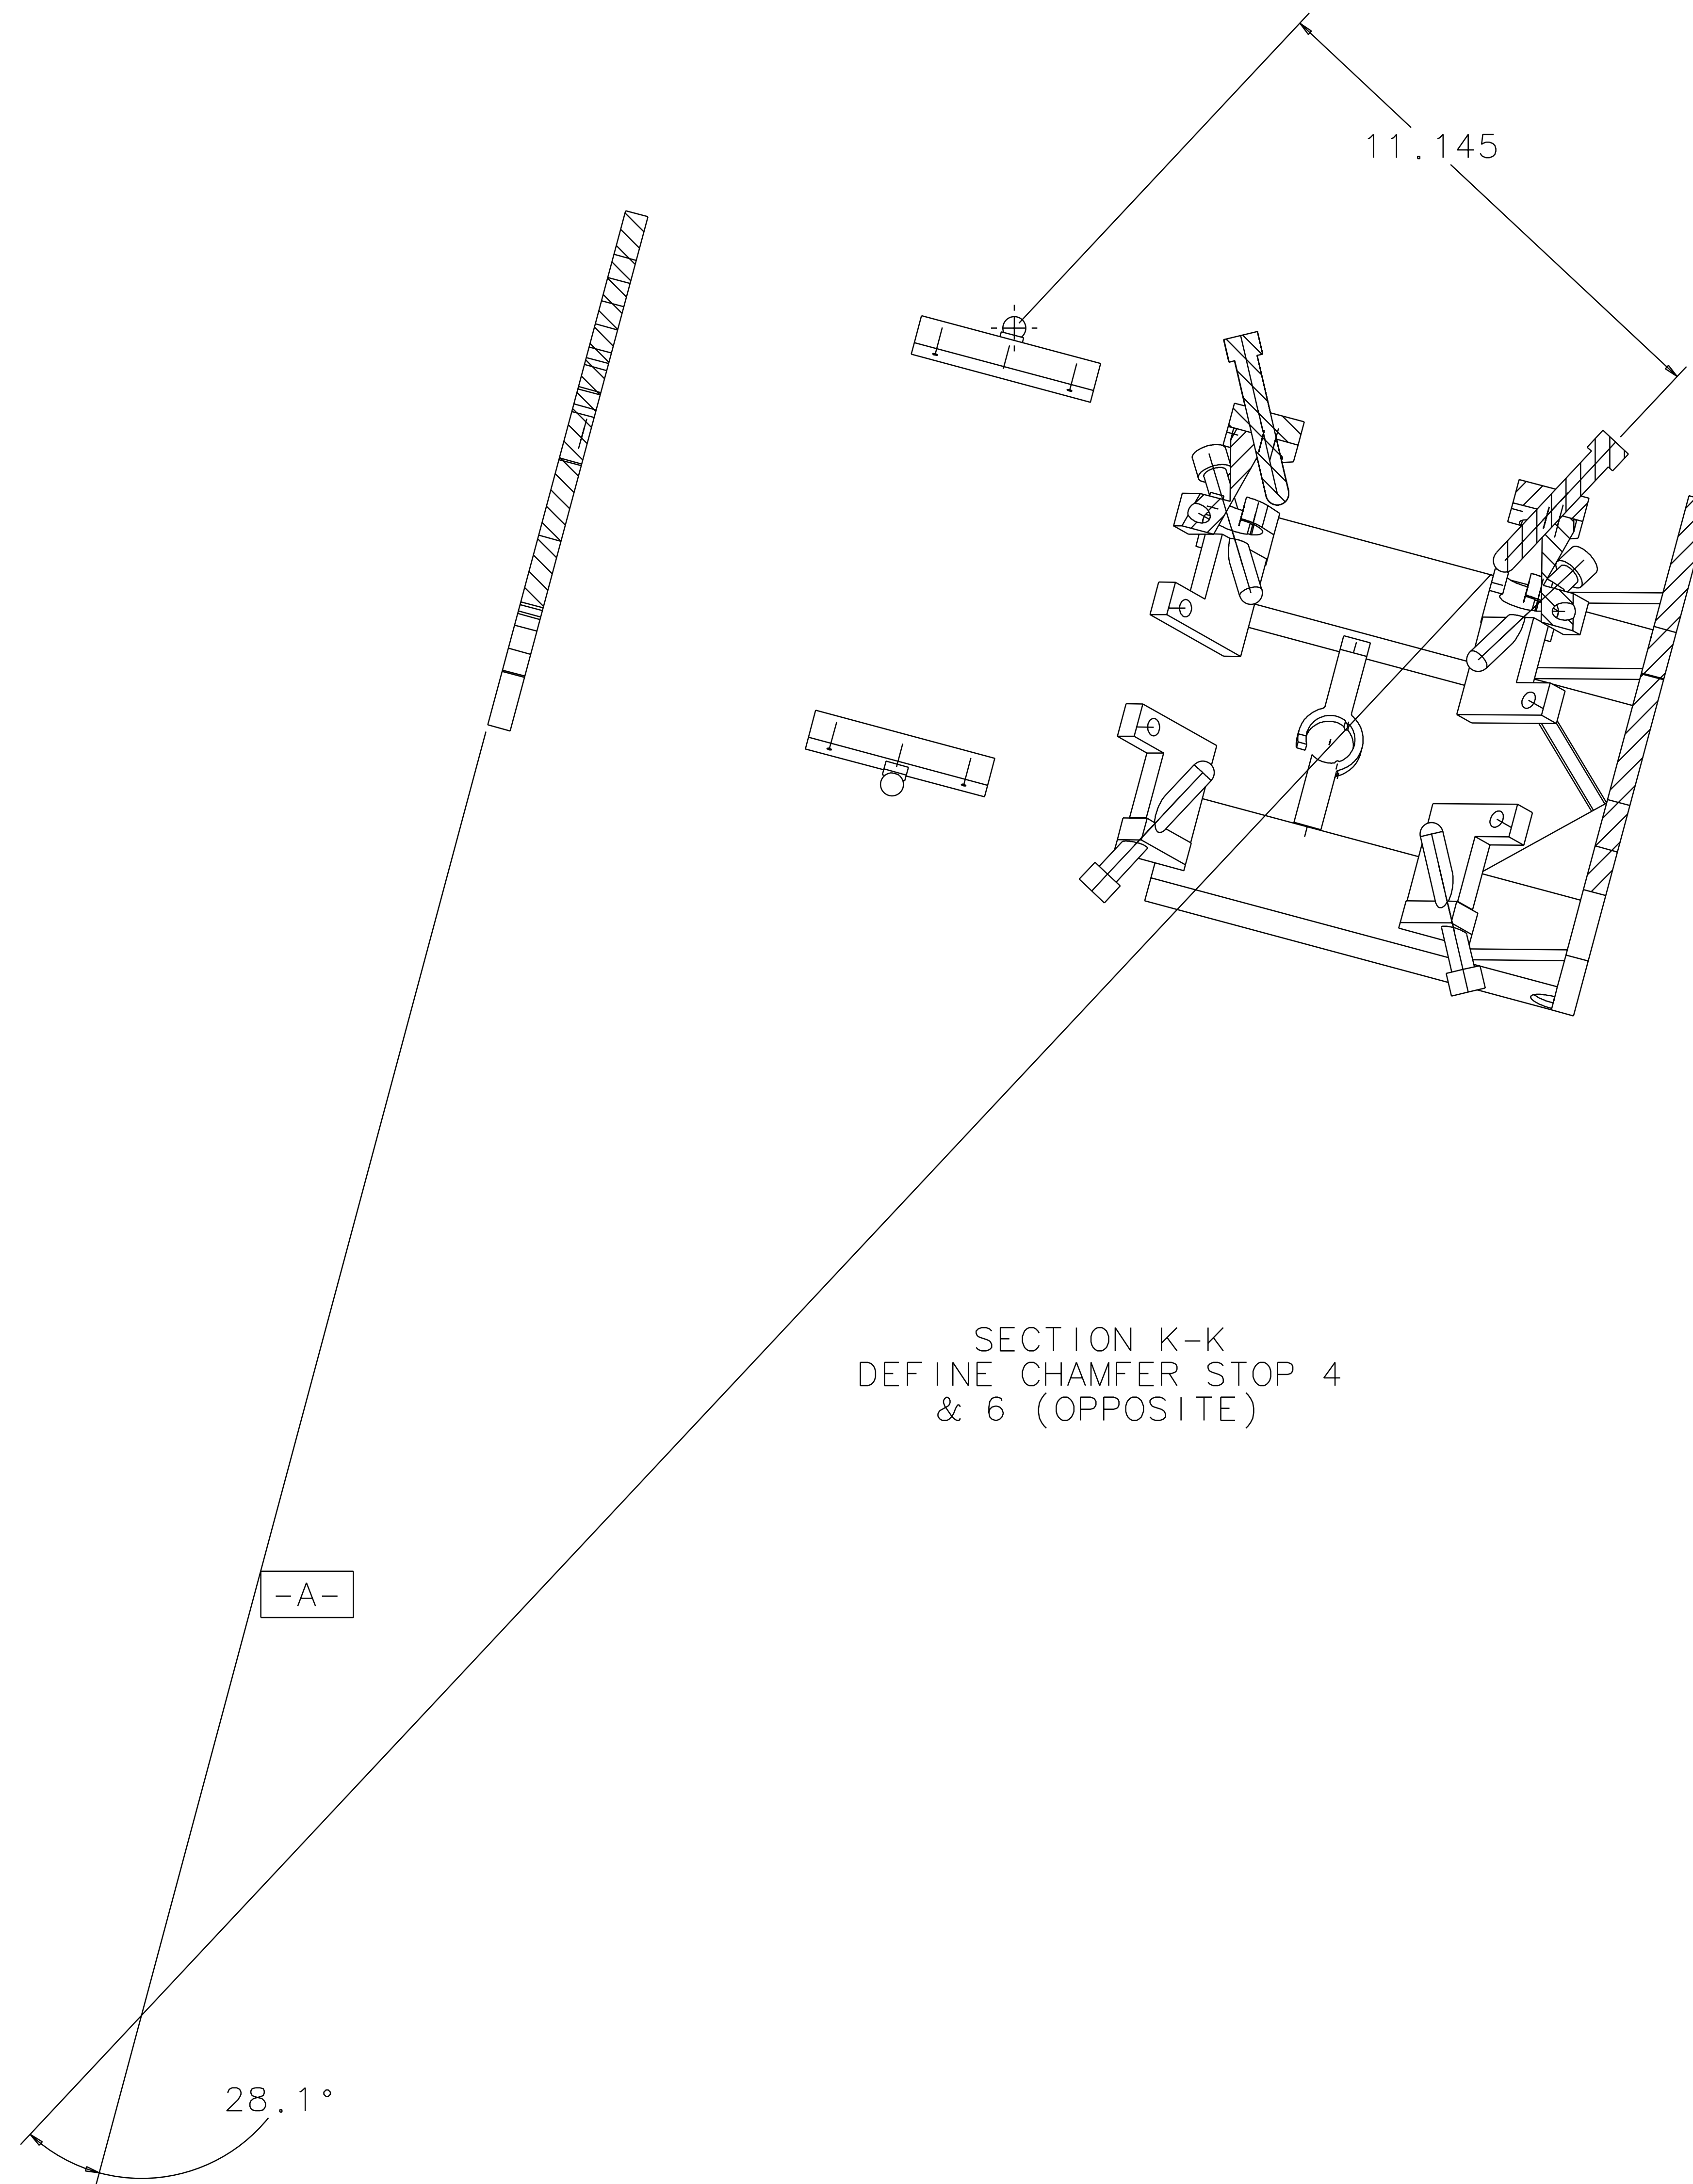 11.145
SECTION K-K
DEFINE CHAMFER STOP 4
& 6 (OPPOSITE)
-A-
28.1°